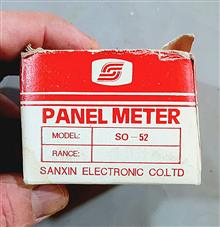 PANEL METER
MODEL: SO-52
RANCE:
SANXIN ELECTRONIC CO.LTD